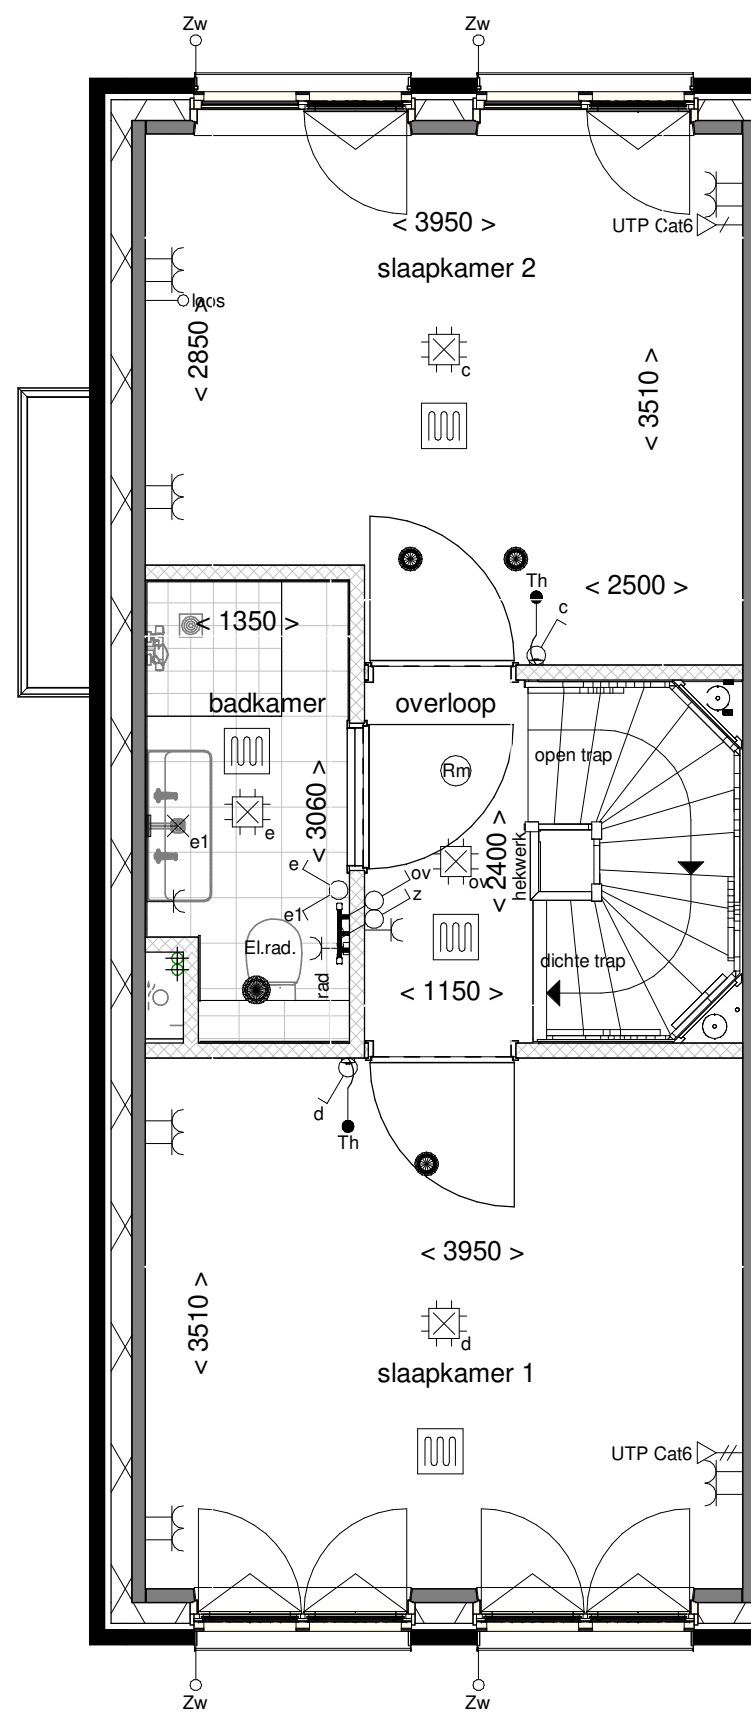 Zw
Zw
< 3950 >
UTP Cat6
slaapkamer 2
loos
< 2850 >
c
< 3510 >
Th
< 2500 >
c
< 1350 >
badkamer
overloop
open trap
Rm
< 3060 >
e
e1
< 2400 >
hekwerk
e
ov
ov
z
e1
El.rad.
rad
dichte trap
< 1150 >
d
Th
< 3950 >
< 3510 >
d
slaapkamer 1
UTP Cat6
Zw
Zw